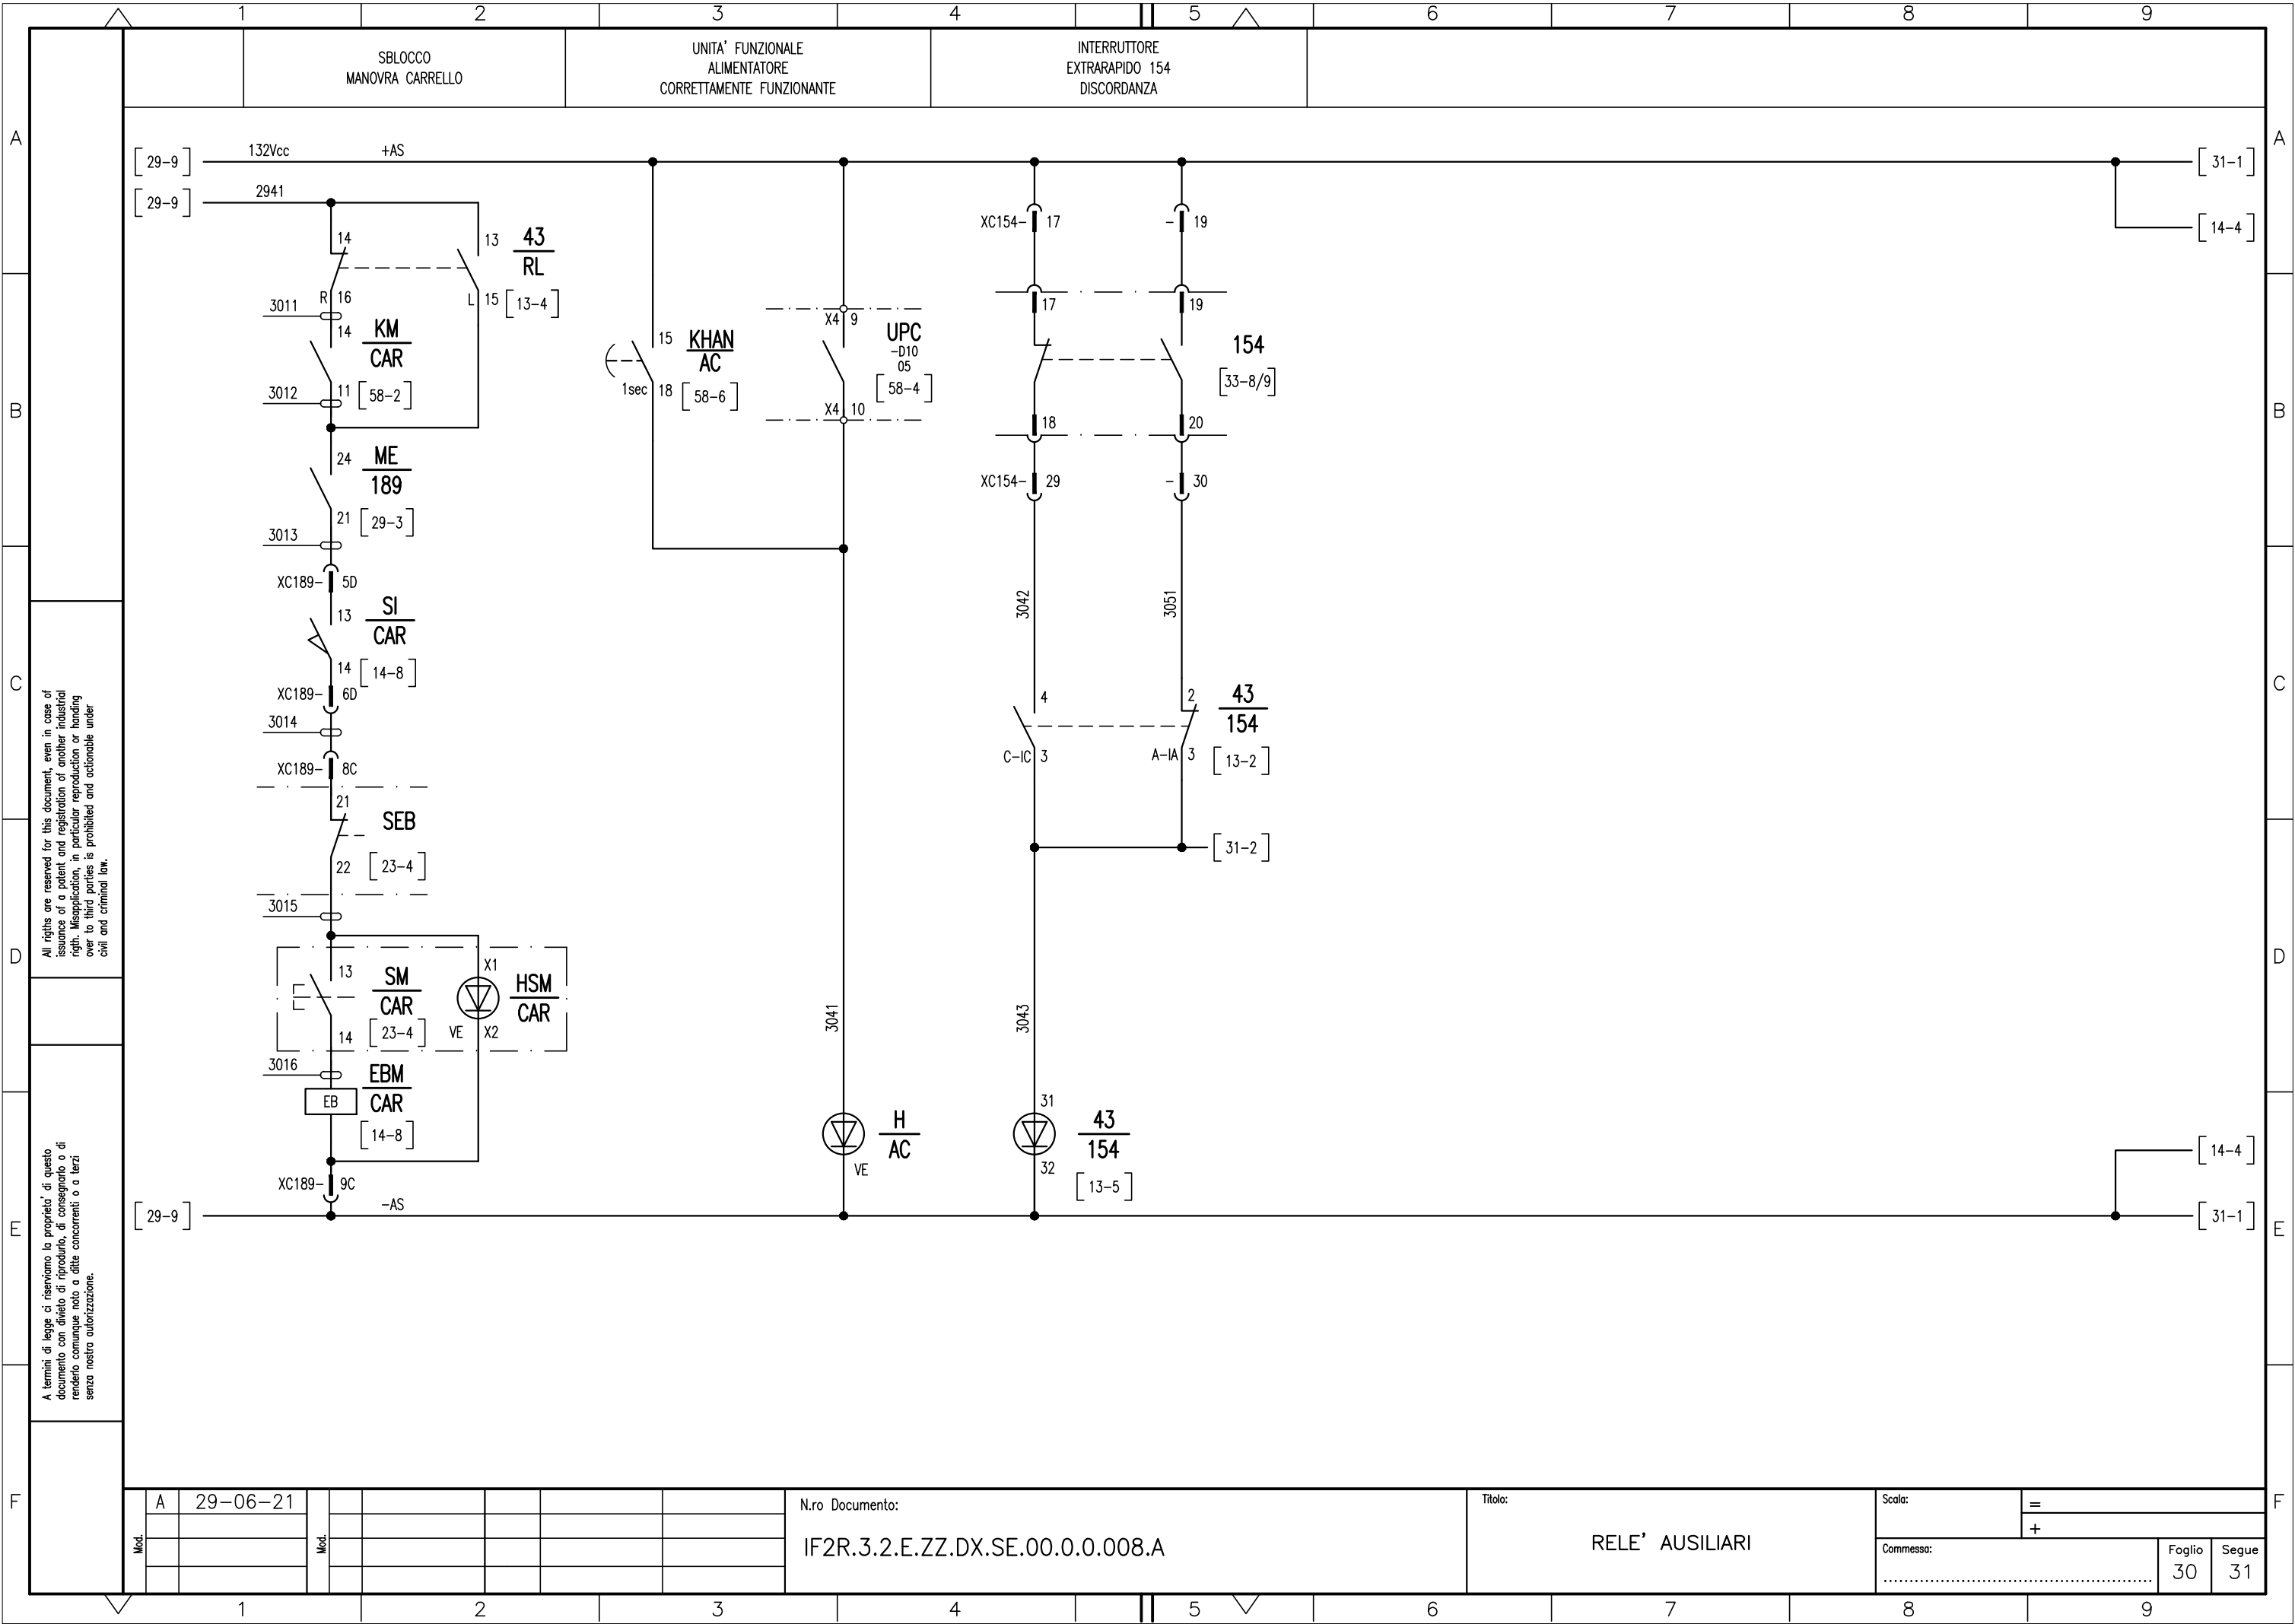 1 2 3 4 5 6 7 8 9
SBLOCCO
MANOVRA CARRELLO
UNITA' FUNZIONALE
ALIMENTATORE
CORRETTAMENTE FUNZIONANTE
INTERRUTTORE
EXTRARAPIDO 154
DISCORDANZA
A
A
[29-9] 132Vcc +AS
[31-1]
[29-9] 2941
[14-4]
14
13
43
RL
R 16
L 15 [13-4]
3011
14
KM
CAR
3012
11 [58-2]
24
ME
189
21 [29-3]
3013
XC189- 5D
13
SI
CAR
14 [14-8]
XC189- 6D
3014
XC189- 8C
21
SEB
22 [23-4]
3015
13
SM
CAR
14 [23-4]
X1
HSM
CAR
VE X2
3016
EBM
CAR
EB
[14-8]
XC189- 9C
[29-9] -AS
15
KHAN
AC
1sec 18 [58-6]
X4 9
UPC
-D10
05
[58-4]
X4 10
3041
H
AC
VE
XC154- 17
- 19
17
19
154
[33-8/9]
18
20
XC154- 29
- 30
3042
3051
4
2
43
154
C-IC 3
A-IA 3
[13-2]
[31-2]
3043
31
43
154
32
[13-5]
[14-4]
[31-1]
B
B
C
C
D
D
E
E
F
F
All rigths are reserved for this document, even in case of
issuance of a patent and registration of another industrial
rigth. Misapplication, in particular reproduction or handing
over to third parties is prohibited and actionable under
civil and criminal law.
A termini di legge ci riserviamo la proprieta' di questo
documento con divieto di riprodurlo, di consegnarlo o di
renderlo comunque noto a ditte concorrenti o a terzi
senza nostra autorizzazione.
Mod.
A 29-06-21
Mod.
N.ro Documento:
IF2R.3.2.E.ZZ.DX.SE.00.0.0.008.A
Titolo:
RELE' AUSILIARI
Scala:
=
+
Commessa:
Foglio
30
Segue
31
1 2 3 4 5 6 7 8 9